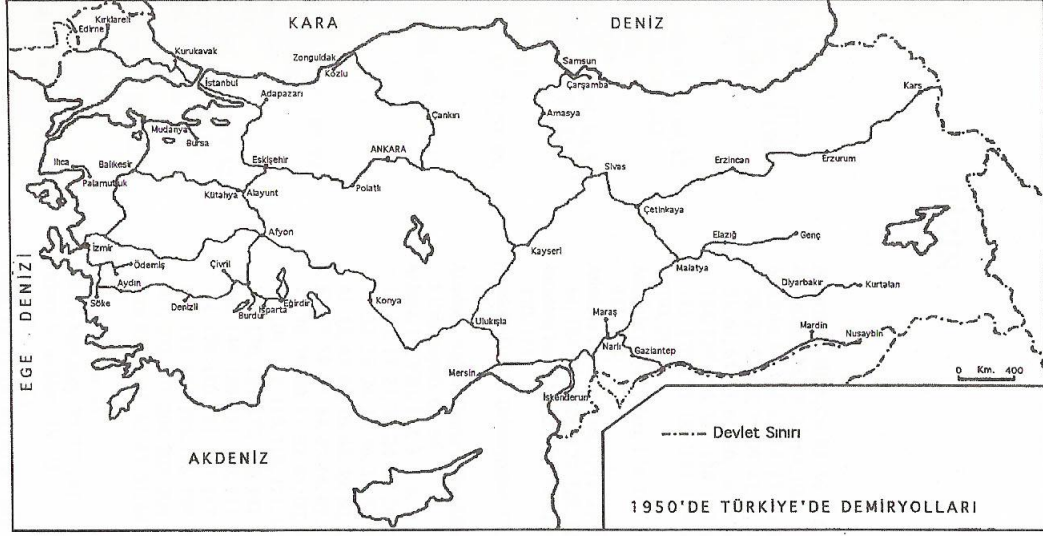 KARA
DENİZ
Kırklareli
Edirne
Kurukavak
İstanbul
Zonguldak
Kozlu
Samsun
Çarşamba
Kars
Adapazarı
Çankırı
Amasya
Mudanya
Bursa
Ilıca
Balıkesir
Palamutluk
Eskişehir
ANKARA
Polatlı
Sivas
Erzincan
Erzurum
Kütahya
Alayunt
Çetinkaya
İzmir
Afyon
Kayseri
Elazığ
Genç
Malatya
Ödemiş
Çivril
Aydın
Söke
Denizli
Burdur
Isparta
Eğirdir
Konya
Diyarbakır
Kurtalan
Ulukışla
Maraş
Narlı
Gaziantep
Mardin
Nusaybin
Mersin
İskenderun
EGE DENİZİ
AKDENİZ
0 Km. 400
Devlet Sınırı
1950'DE TÜRKİYE'DE DEMİRYOLLARI